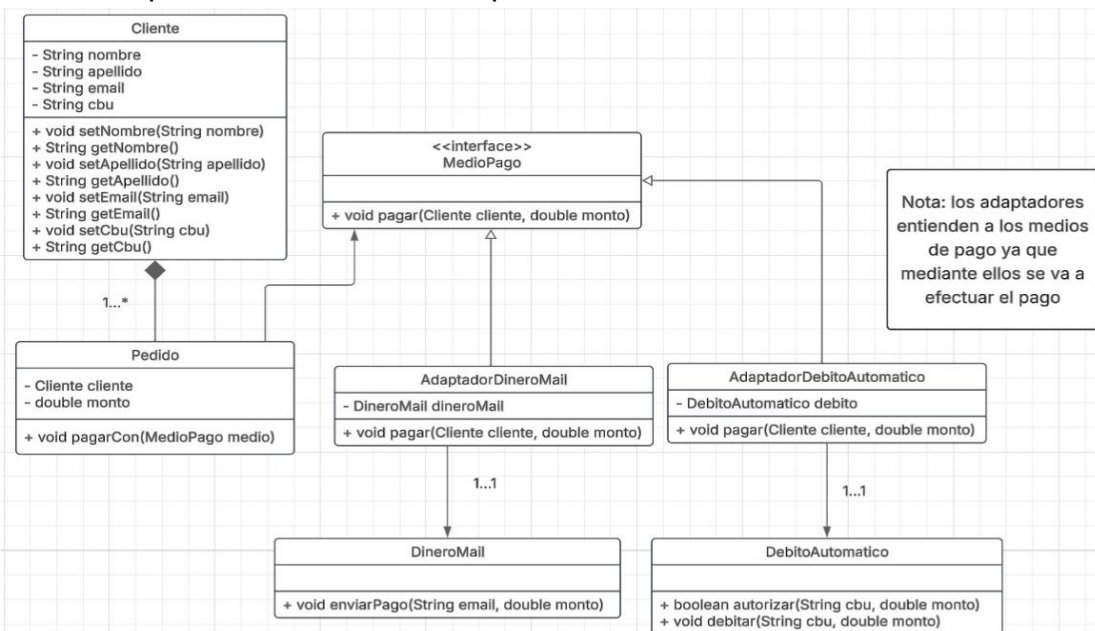 Cliente
- String nombre
- String apellido
- String email
- String cbu
+ void setNombre(String nombre)
+ String getNombre()
+ void setApellido(String apellido)
+ String getApellido()
+ void setEmail(String email)
+ String getEmail()
+ void setCbu(String cbu)
+ String getCbu()
<<interface>>
MedioPago
+ void pagar(Cliente cliente, double monto)
Nota: los adaptadores
entienden a los medios
de pago ya que
mediante ellos se va a
efectuar el pago
1...*
Pedido
- Cliente cliente
- double monto
+ void pagarCon(MedioPago medio)
AdaptadorDineroMail
- DineroMail dineroMail
+ void pagar(Cliente cliente, double monto)
AdaptadorDebitoAutomatico
- DebitoAutomatico debito
+ void pagar(Cliente cliente, double monto)
1...1
1...1
DineroMail
+ void enviarPago(String email, double monto)
DebitoAutomatico
+ boolean autorizar(String cbu, double monto)
+ void debitar(String cbu, double monto)